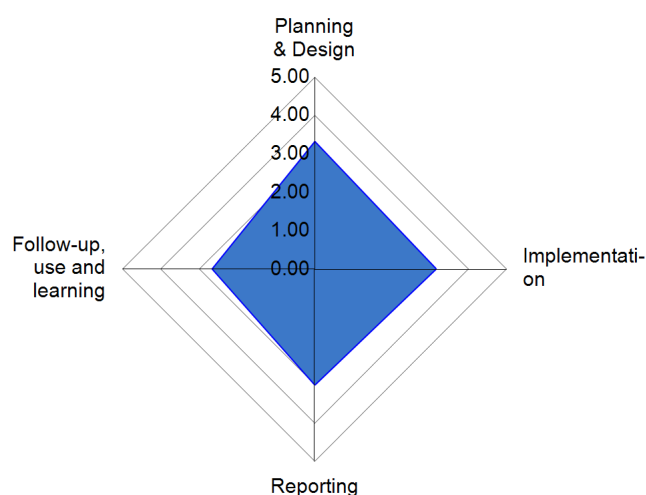 Planning
& Design
5.00
4.00
3.00
2.00
1.00
0.00
Follow-up,
use and
learning
Implementati-
on
Reporting